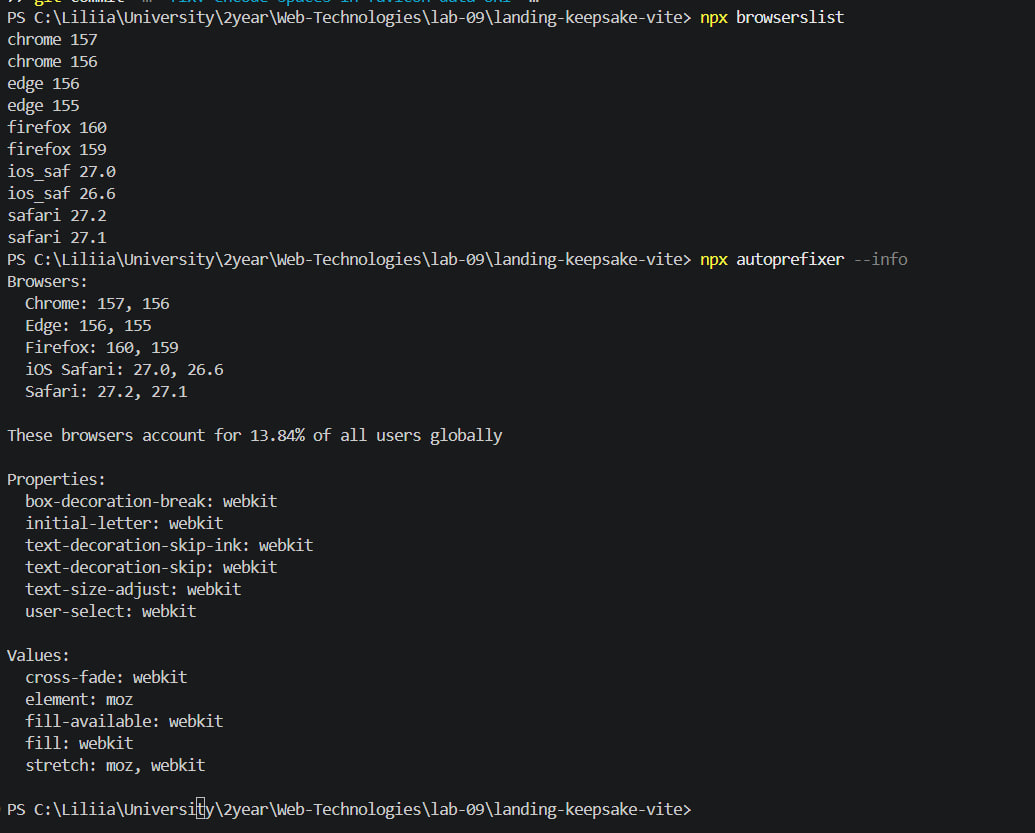 PS C:\Liliia\University\2year\Web-Technologies\lab-09\landing-keepsake-vite> npx browserslist
chrome 157
chrome 156
edge 156
edge 155
firefox 160
firefox 159
ios_saf 27.0
ios_saf 26.6
safari 27.2
safari 27.1
PS C:\Liliia\University\2year\Web-Technologies\lab-09\landing-keepsake-vite> npx autoprefixer --info
Browsers:
  Chrome: 157, 156
  Edge: 156, 155
  Firefox: 160, 159
  iOS Safari: 27.0, 26.6
  Safari: 27.2, 27.1

These browsers account for 13.84% of all users globally

Properties:
  box-decoration-break: webkit
  initial-letter: webkit
  text-decoration-skip-ink: webkit
  text-decoration-skip: webkit
  text-size-adjust: webkit
  user-select: webkit

Values:
  cross-fade: webkit
  element: moz
  fill-available: webkit
  fill: webkit
  stretch: moz, webkit

PS C:\Liliia\University\2year\Web-Technologies\lab-09\landing-keepsake-vite>